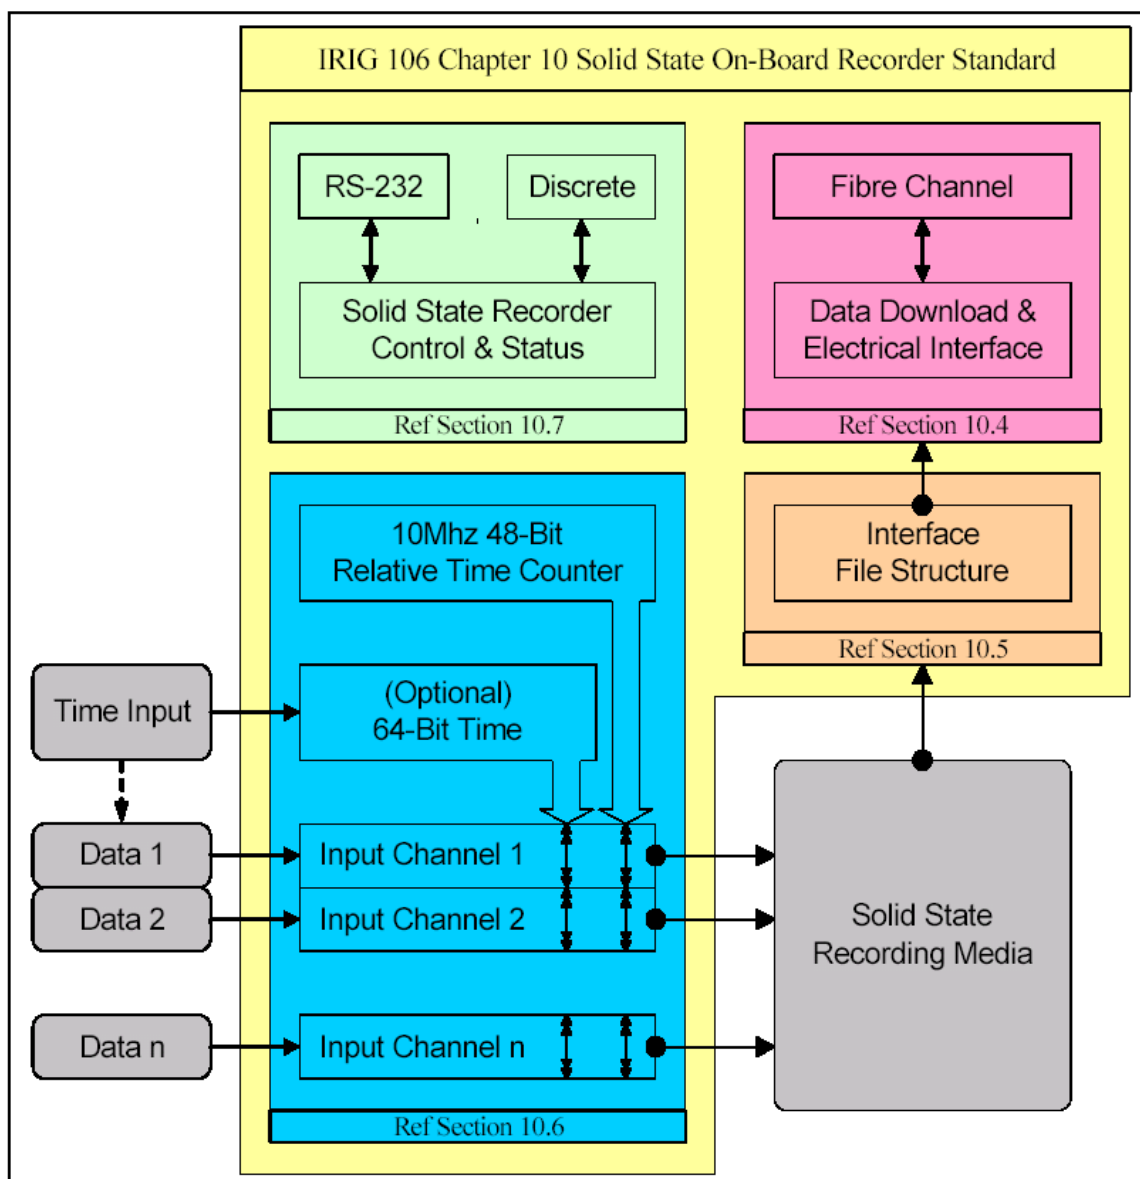 IRIG 106 Chapter 10 Solid State On-Board Recorder Standard
RS-232
Discrete
Solid State Recorder
Control & Status
Ref Section 10.7
Fibre Channel
Data Download &
Electrical Interface
Ref Section 10.4
10Mhz 48-Bit
Relative Time Counter
Interface
File Structure
Ref Section 10.5
Time Input
(Optional)
64-Bit Time
Data 1
Input Channel 1
Data 2
Input Channel 2
Solid State
Recording Media
Data n
Input Channel n
Ref Section 10.6